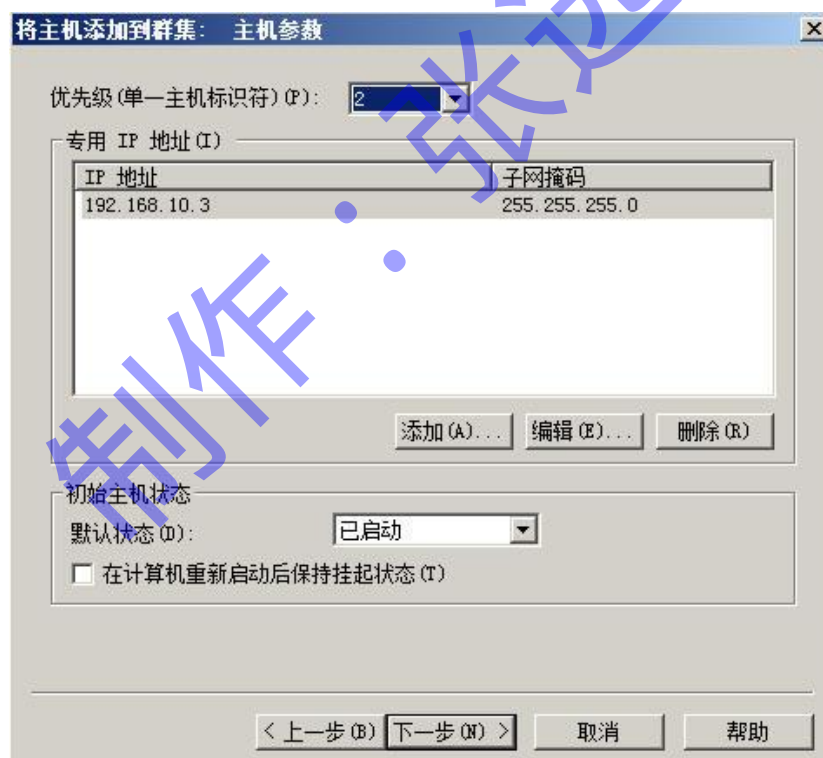 将主机添加到群集： 主机参数
优先级(单一主机标识符)(P): 2
专用 IP 地址(I)
IP 地址 子网掩码
192.168.10.3 255.255.255.0
添加(A)... 编辑(E)... 删除(R)
初始主机状态
默认状态(D): 已启动
在计算机重新启动后保持挂起状态(T)
< 上一步(B) 下一步(N) > 取消 帮助
制作：张